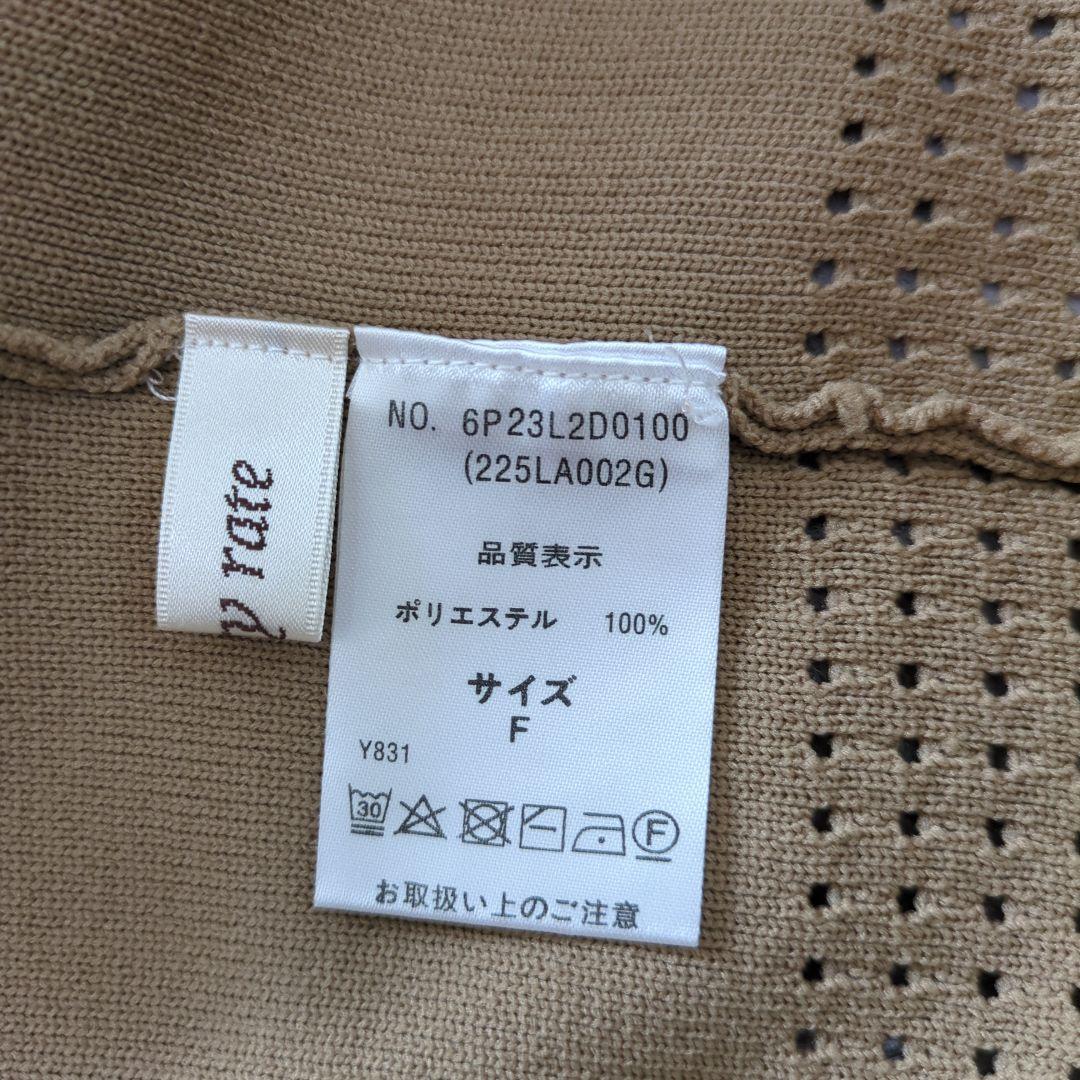 rate
NO. 6P23L2D0100
(225LA002G)
品質表示
ポリエステル 100%
サイズ
F
Y831
30
F
お取扱い上のご注意